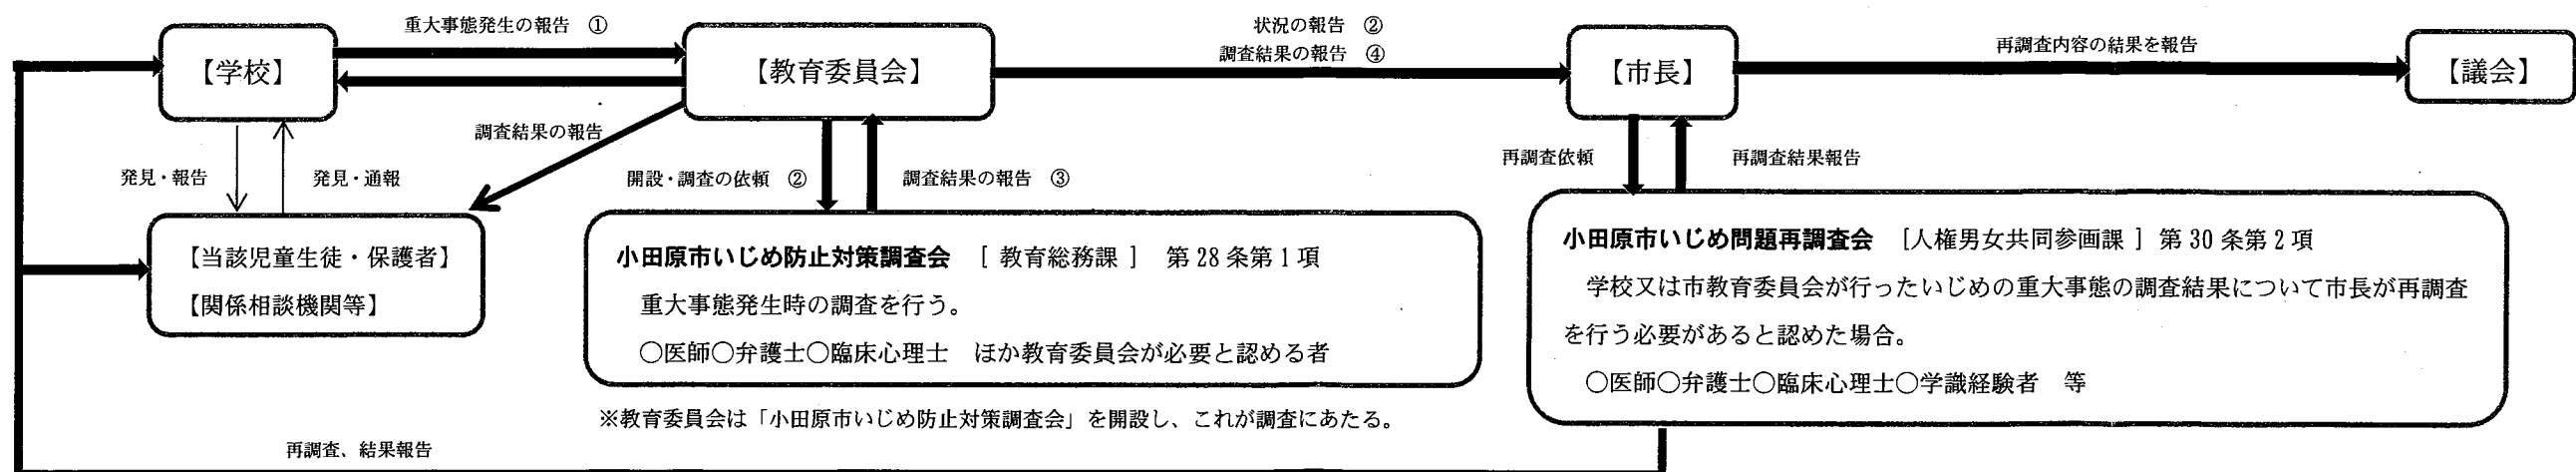 重大事態発生の報告 ①
状況の報告 ②
調査結果の報告 ④
再調査内容の結果を報告
【学校】
【教育委員会】
【市長】
【議会】
調査結果の報告
発見・報告
発見・通報
開設・調査の依頼 ②
調査結果の報告 ③
再調査依頼
再調査結果報告
【当該児童生徒・保護者】
【関係相談機関等】
小田原市いじめ防止対策調査会 [ 教育総務課 ] 第28条第1項
重大事態発生時の調査を行う。
○医師○弁護士○臨床心理士 ほか教育委員会が必要と認める者
※教育委員会は「小田原市いじめ防止対策調査会」を開設し、これが調査にあたる。
小田原市いじめ問題再調査会 [人権男女共同参画課 ] 第30条第2項
学校又は市教育委員会が行ったいじめの重大事態の調査結果について市長が再調査
を行う必要があると認めた場合。
○医師○弁護士○臨床心理士○学識経験者 等
再調査、結果報告